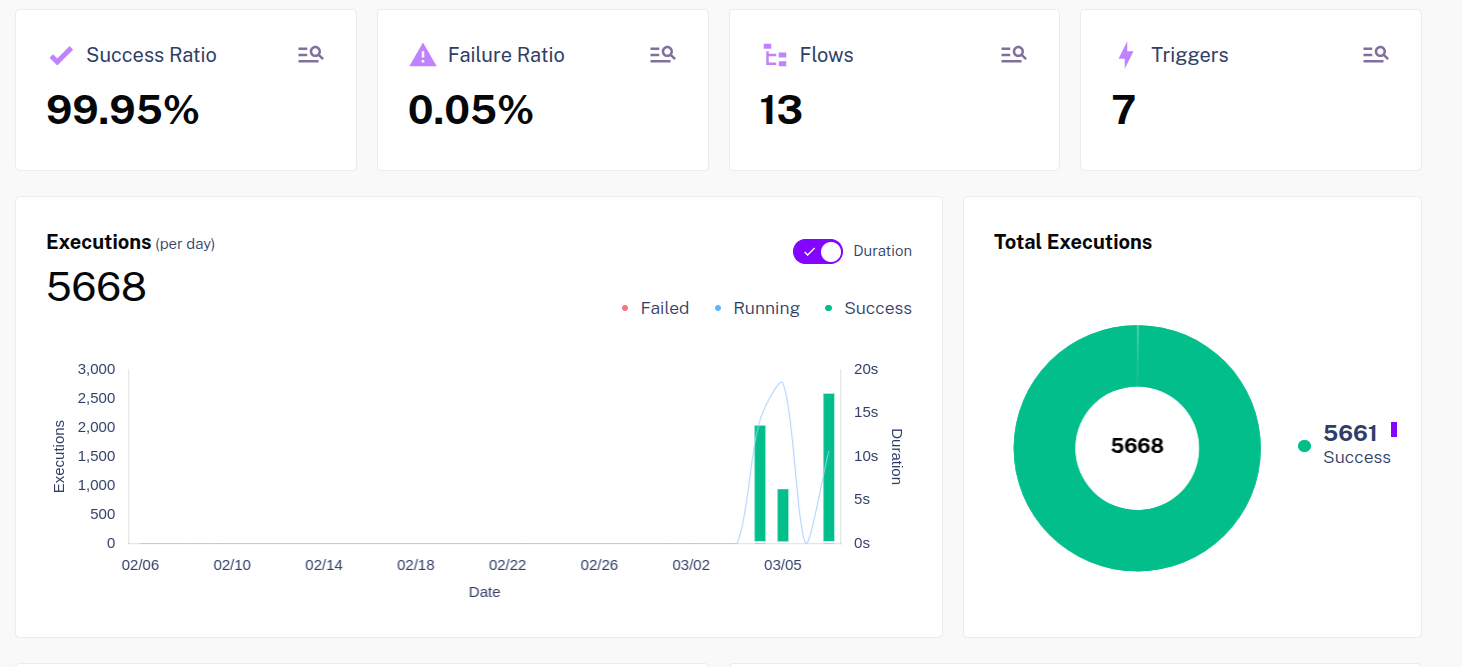 Success Ratio
99.95%
Failure Ratio
0.05%
Flows
13
Triggers
7
Executions (per day)
5668
Duration
Failed Running Success
3,000
2,500
2,000
1,500
1,000
500
0
Executions
20s
15s
10s
5s
0s
Duration
02/06 02/10 02/14 02/18 02/22 02/26 03/02 03/05
Date
Total Executions
5668
5661
Success